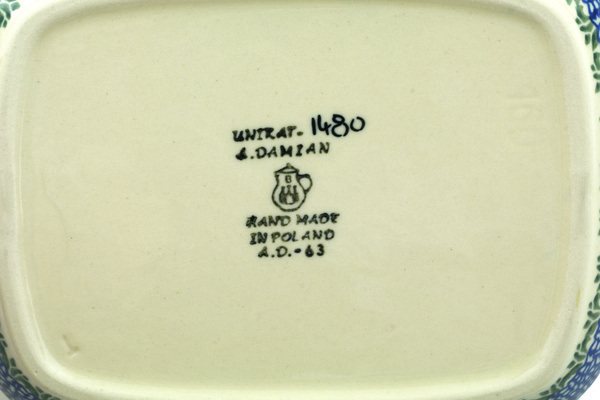 UNIKAT- 1480
A.DAMIAN
B
HAND MADE
IN POLAND
A.D.-63